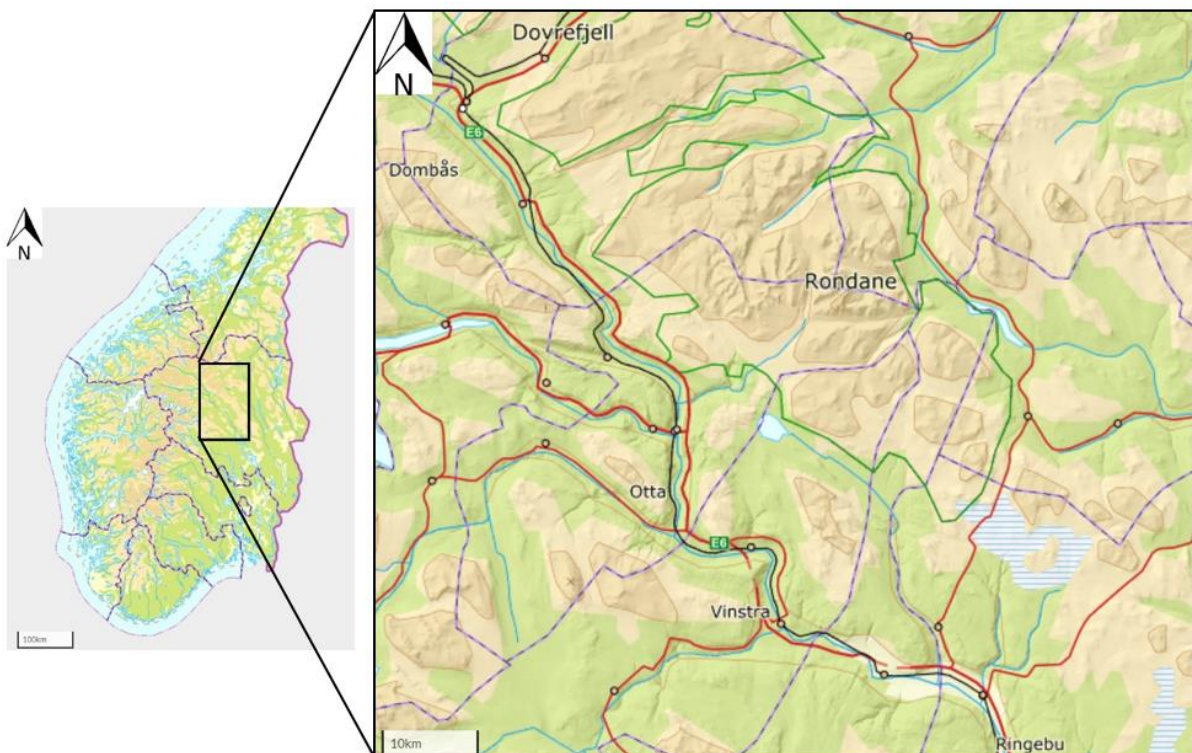 N
100km
N
Dovrefjell
E6
Dombås
Rondane
Otta
E6
Vinstra
Ringebu
10km